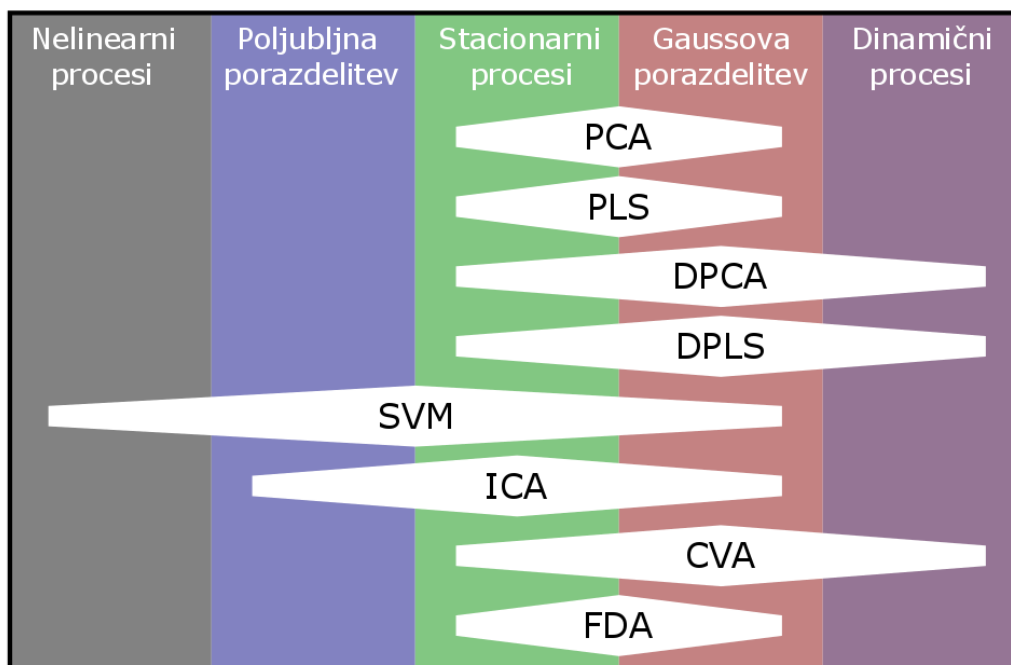 Nelinearni
procesi
Poljubljna
porazdelitev
Stacionarni
procesi
Gaussova
porazdelitev
Dinamični
procesi
PCA
PLS
DPCA
DPLS
SVM
ICA
CVA
FDA